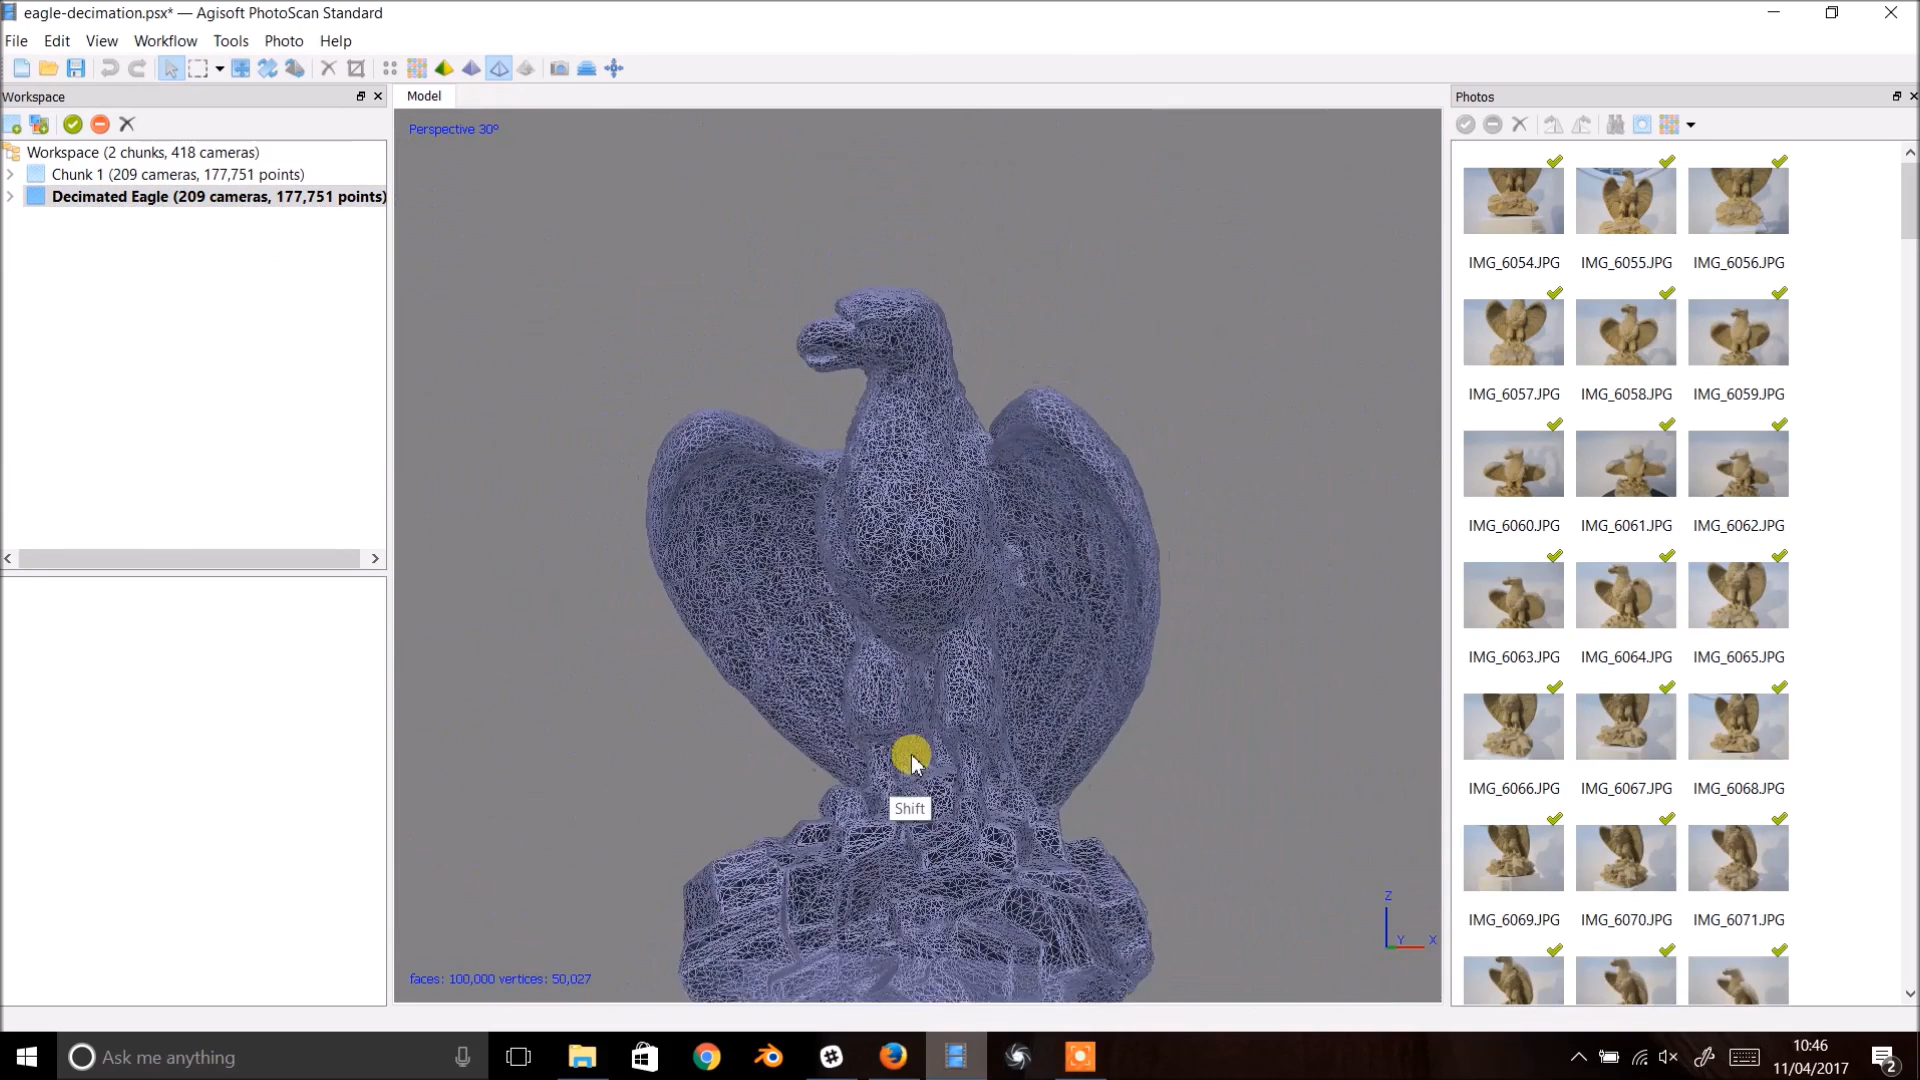 eagle-decimation.psx* — Agisoft PhotoScan Standard
File Edit View Workflow Tools Photo Help
Workspace
Model
Photos
Workspace (2 chunks, 418 cameras)
Chunk 1 (209 cameras, 177,751 points)
Decimated Eagle (209 cameras, 177,751 points)
Perspective 30°
Shift
Z
Y
X
faces: 100,000 vertices: 50,027
IMG_6054.JPG IMG_6055.JPG IMG_6056.JPG
IMG_6057.JPG IMG_6058.JPG IMG_6059.JPG
IMG_6060.JPG IMG_6061.JPG IMG_6062.JPG
IMG_6063.JPG IMG_6064.JPG IMG_6065.JPG
IMG_6066.JPG IMG_6067.JPG IMG_6068.JPG
IMG_6069.JPG IMG_6070.JPG IMG_6071.JPG
Ask me anything
10:46
11/04/2017
2